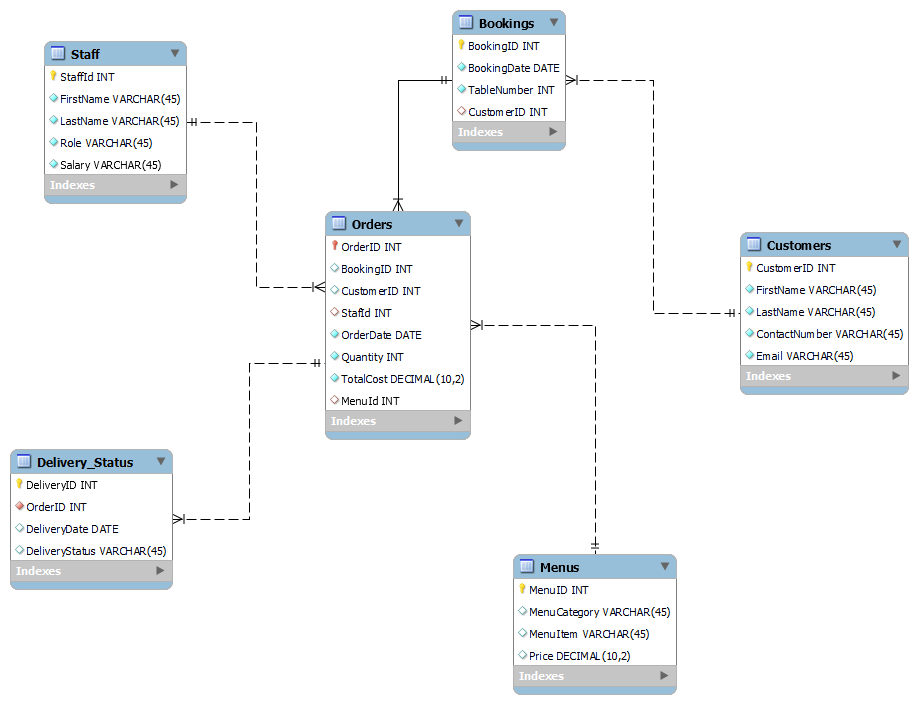 Bookings
BookingID INT
BookingDate DATE
TableNumber INT
CustomerID INT
Indexes
Staff
StaffId INT
FirstName VARCHAR(45)
LastName VARCHAR(45)
Role VARCHAR(45)
Salary VARCHAR(45)
Indexes
Orders
OrderID INT
BookingID INT
CustomerID INT
StafId INT
OrderDate DATE
Quantity INT
TotalCost DECIMAL(10,2)
MenuId INT
Indexes
Customers
CustomerID INT
FirstName VARCHAR(45)
LastName VARCHAR(45)
ContactNumber VARCHAR(45)
Email VARCHAR(45)
Indexes
Delivery_Status
DeliveryID INT
OrderID INT
DeliveryDate DATE
DeliveryStatus VARCHAR(45)
Indexes
Menus
MenuID INT
MenuCategory VARCHAR(45)
MenuItem VARCHAR(45)
Price DECIMAL(10,2)
Indexes